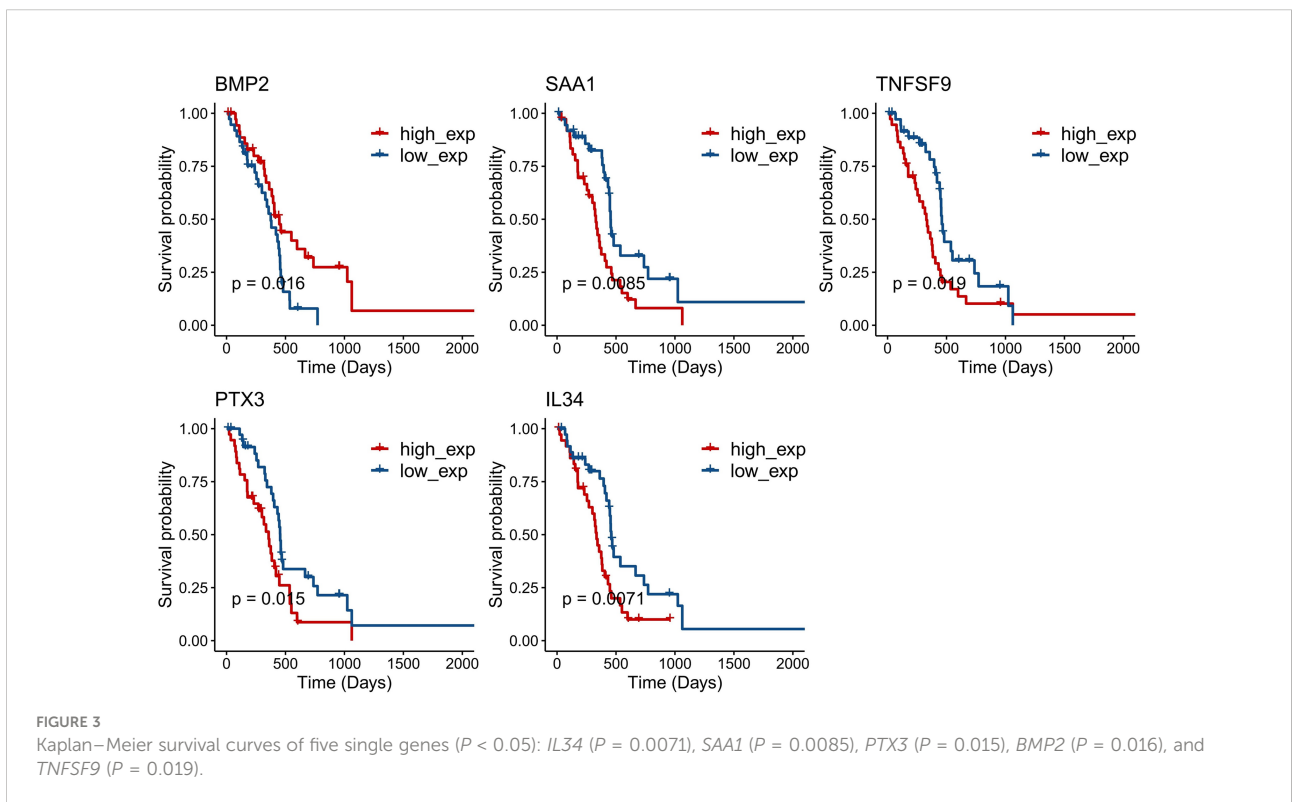 BMP2
SAA1
TNFSF9
Survival probability
1.00
0.75
0.50
0.25
0.00
high_exp
low_exp
p = 0.016
0 500 1000 1500 2000
Time (Days)
Survival probability
1.00
0.75
0.50
0.25
0.00
high_exp
low_exp
p = 0.0085
0 500 1000 1500 2000
Time (Days)
Survival probability
1.00
0.75
0.50
0.25
0.00
high_exp
low_exp
p = 0.019
0 500 1000 1500 2000
Time (Days)
PTX3
IL34
Survival probability
1.00
0.75
0.50
0.25
0.00
high_exp
low_exp
p = 0.015
0 500 1000 1500 2000
Time (Days)
Survival probability
1.00
0.75
0.50
0.25
0.00
high_exp
low_exp
p = 0.0071
0 500 1000 1500 2000
Time (Days)
FIGURE 3
Kaplan–Meier survival curves of five single genes (P < 0.05): IL34 (P = 0.0071), SAA1 (P = 0.0085), PTX3 (P = 0.015), BMP2 (P = 0.016), and
TNFSF9 (P = 0.019).